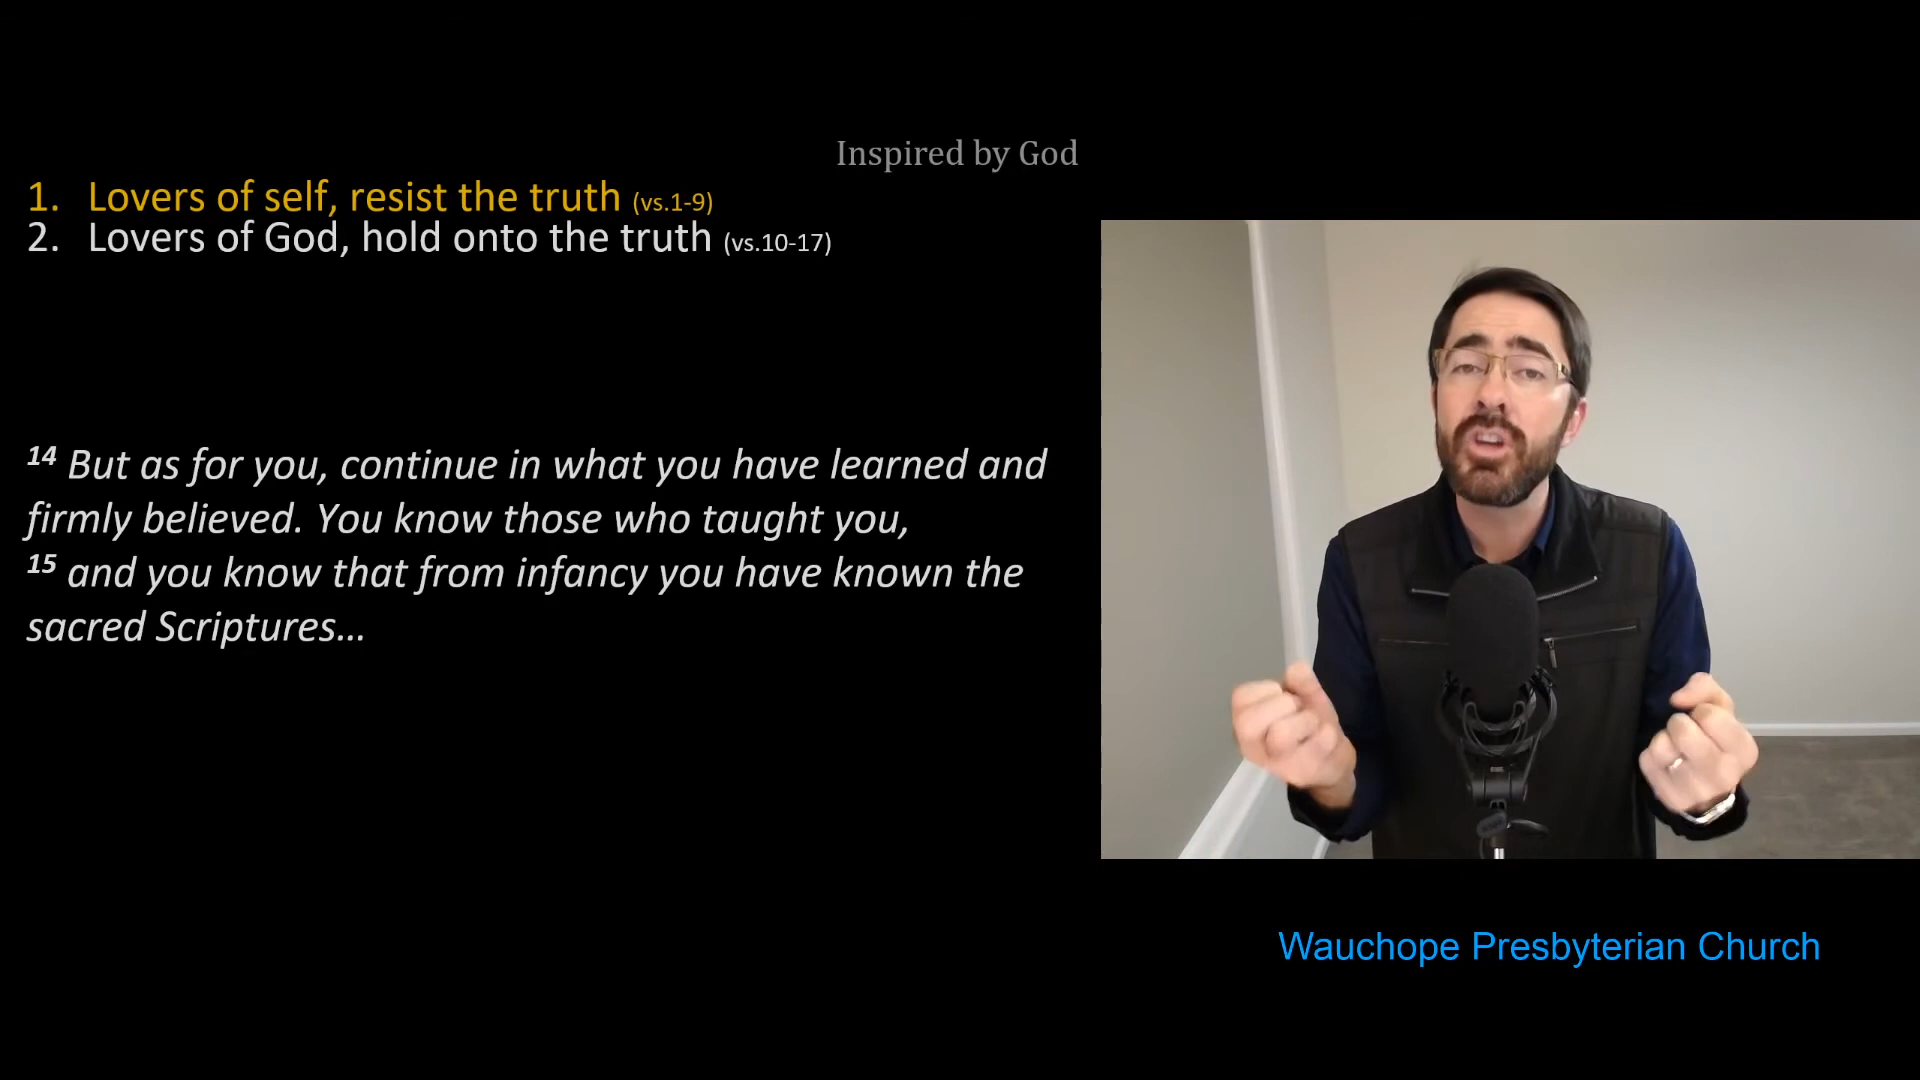 Inspired by God
1. Lovers of self, resist the truth (vs.1-9)
2. Lovers of God, hold onto the truth (vs.10-17)
14 But as for you, continue in what you have learned and
firmly believed. You know those who taught you,
15 and you know that from infancy you have known the
sacred Scriptures...
Wauchope Presbyterian Church